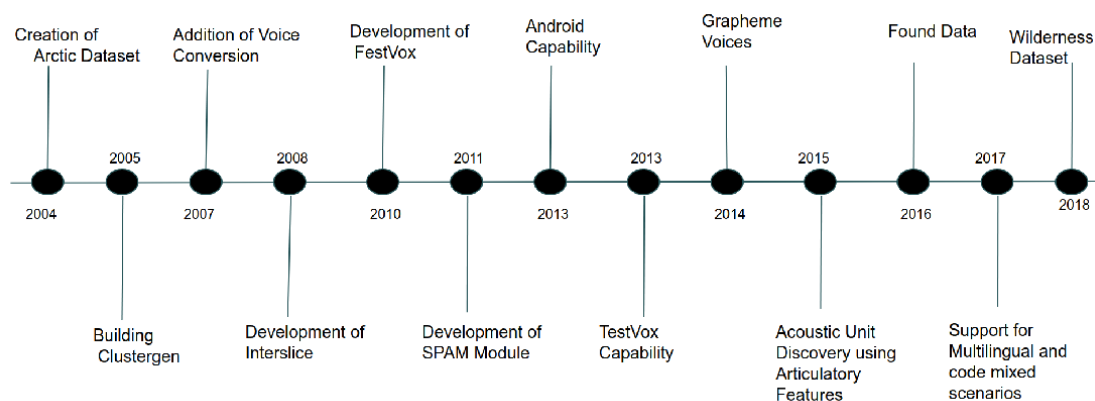 Creation of
Arctic Dataset
Addition of Voice
Conversion
Development of
FestVox
Android
Capability
Grapheme
Voices
Found Data
Wilderness
Dataset
2005
2008
2011
2013
2015
2017
2004
2007
2010
2013
2014
2016
2018
Building
Clustergen
Development of
Interslice
Development of
SPAM Module
TestVox
Capability
Acoustic Unit
Discovery using
Articulatory
Features
Support for
Multilingual and
code mixed
scenarios